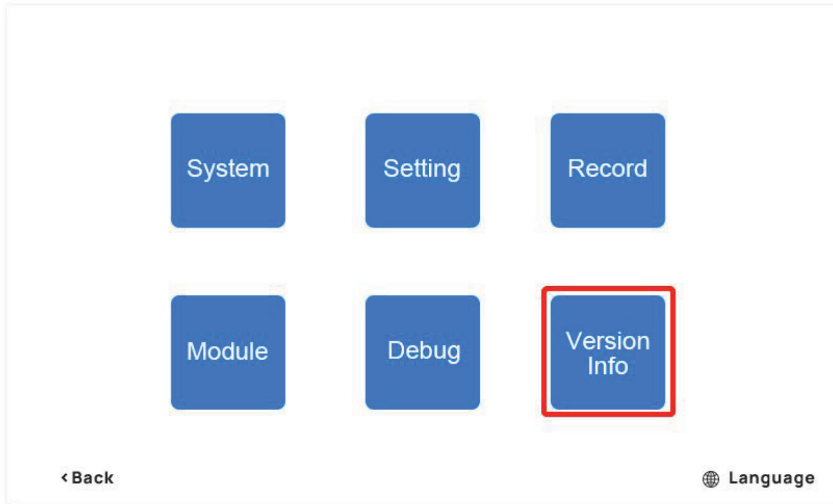 System
Setting
Record
Module
Debug
Version
Info
<Back
Language